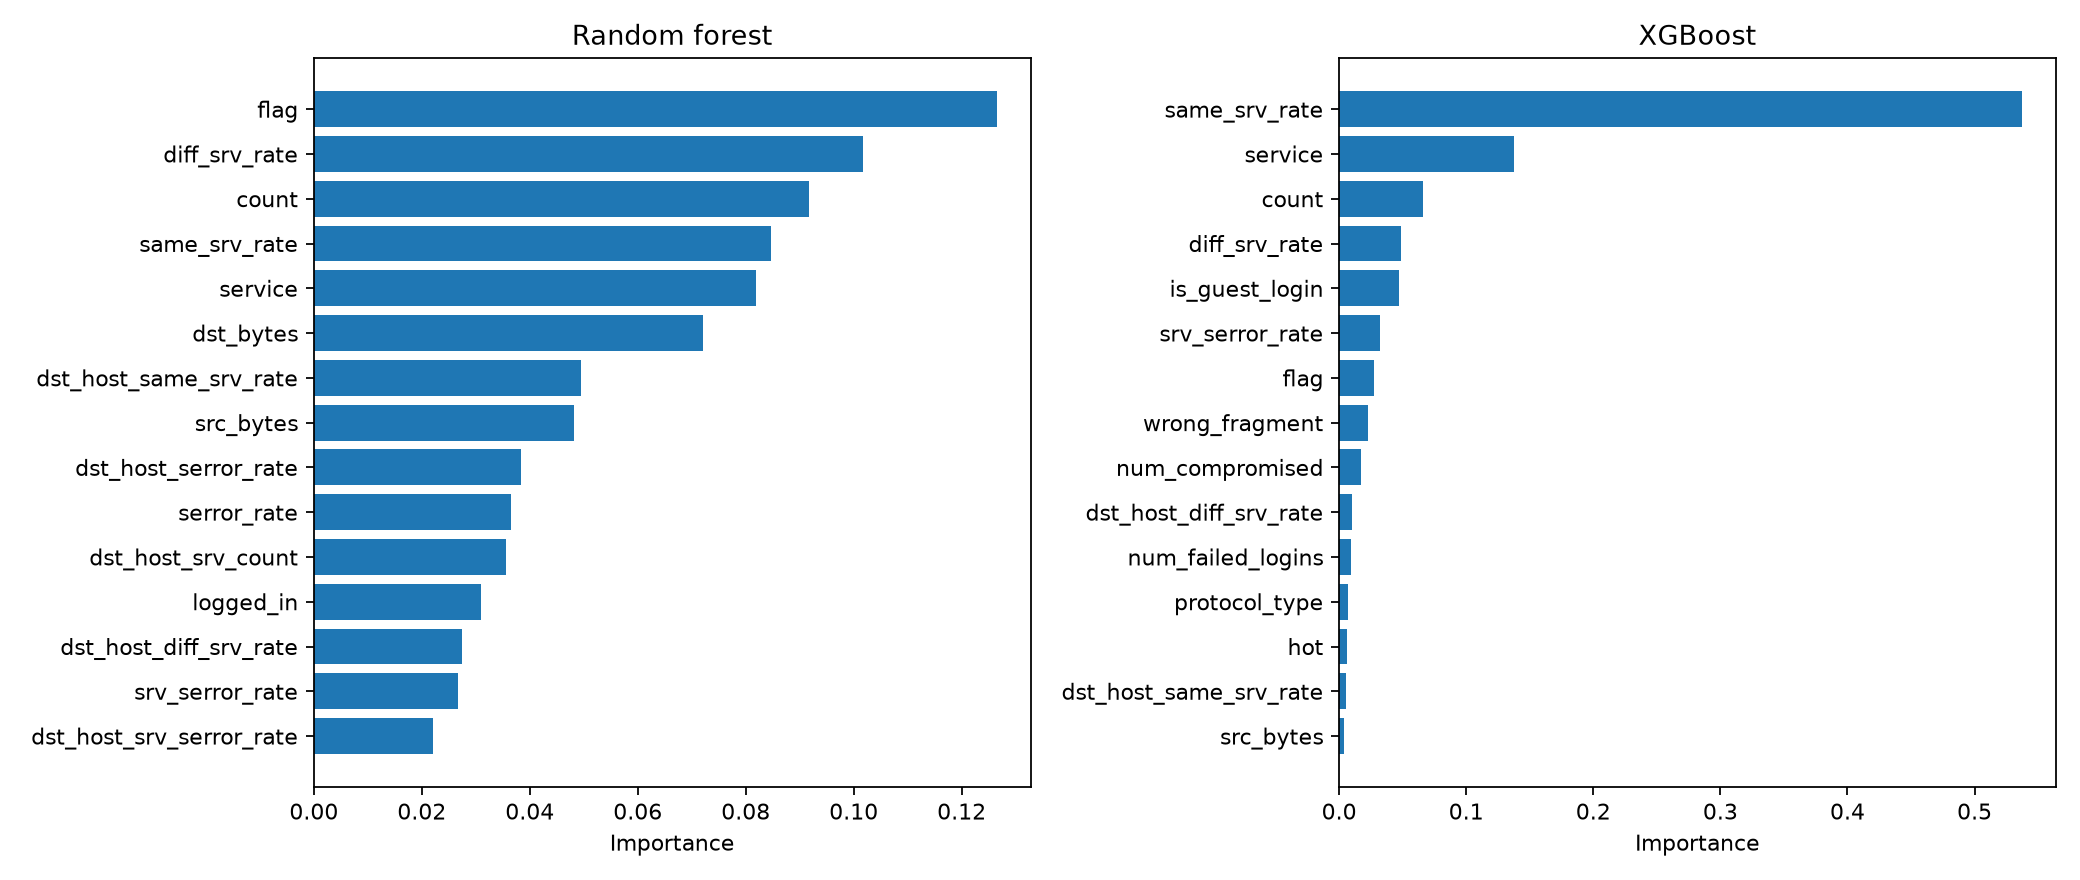 Random forest
flag
diff_srv_rate
count
same_srv_rate
service
dst_bytes
dst_host_same_srv_rate
src_bytes
dst_host_serror_rate
serror_rate
dst_host_srv_count
logged_in
dst_host_diff_srv_rate
srv_serror_rate
dst_host_srv_serror_rate
0.00 0.02 0.04 0.06 0.08 0.10 0.12
Importance
XGBoost
same_srv_rate
service
count
diff_srv_rate
is_guest_login
srv_serror_rate
flag
wrong_fragment
num_compromised
dst_host_diff_srv_rate
num_failed_logins
protocol_type
hot
dst_host_same_srv_rate
src_bytes
0.0 0.1 0.2 0.3 0.4 0.5
Importance